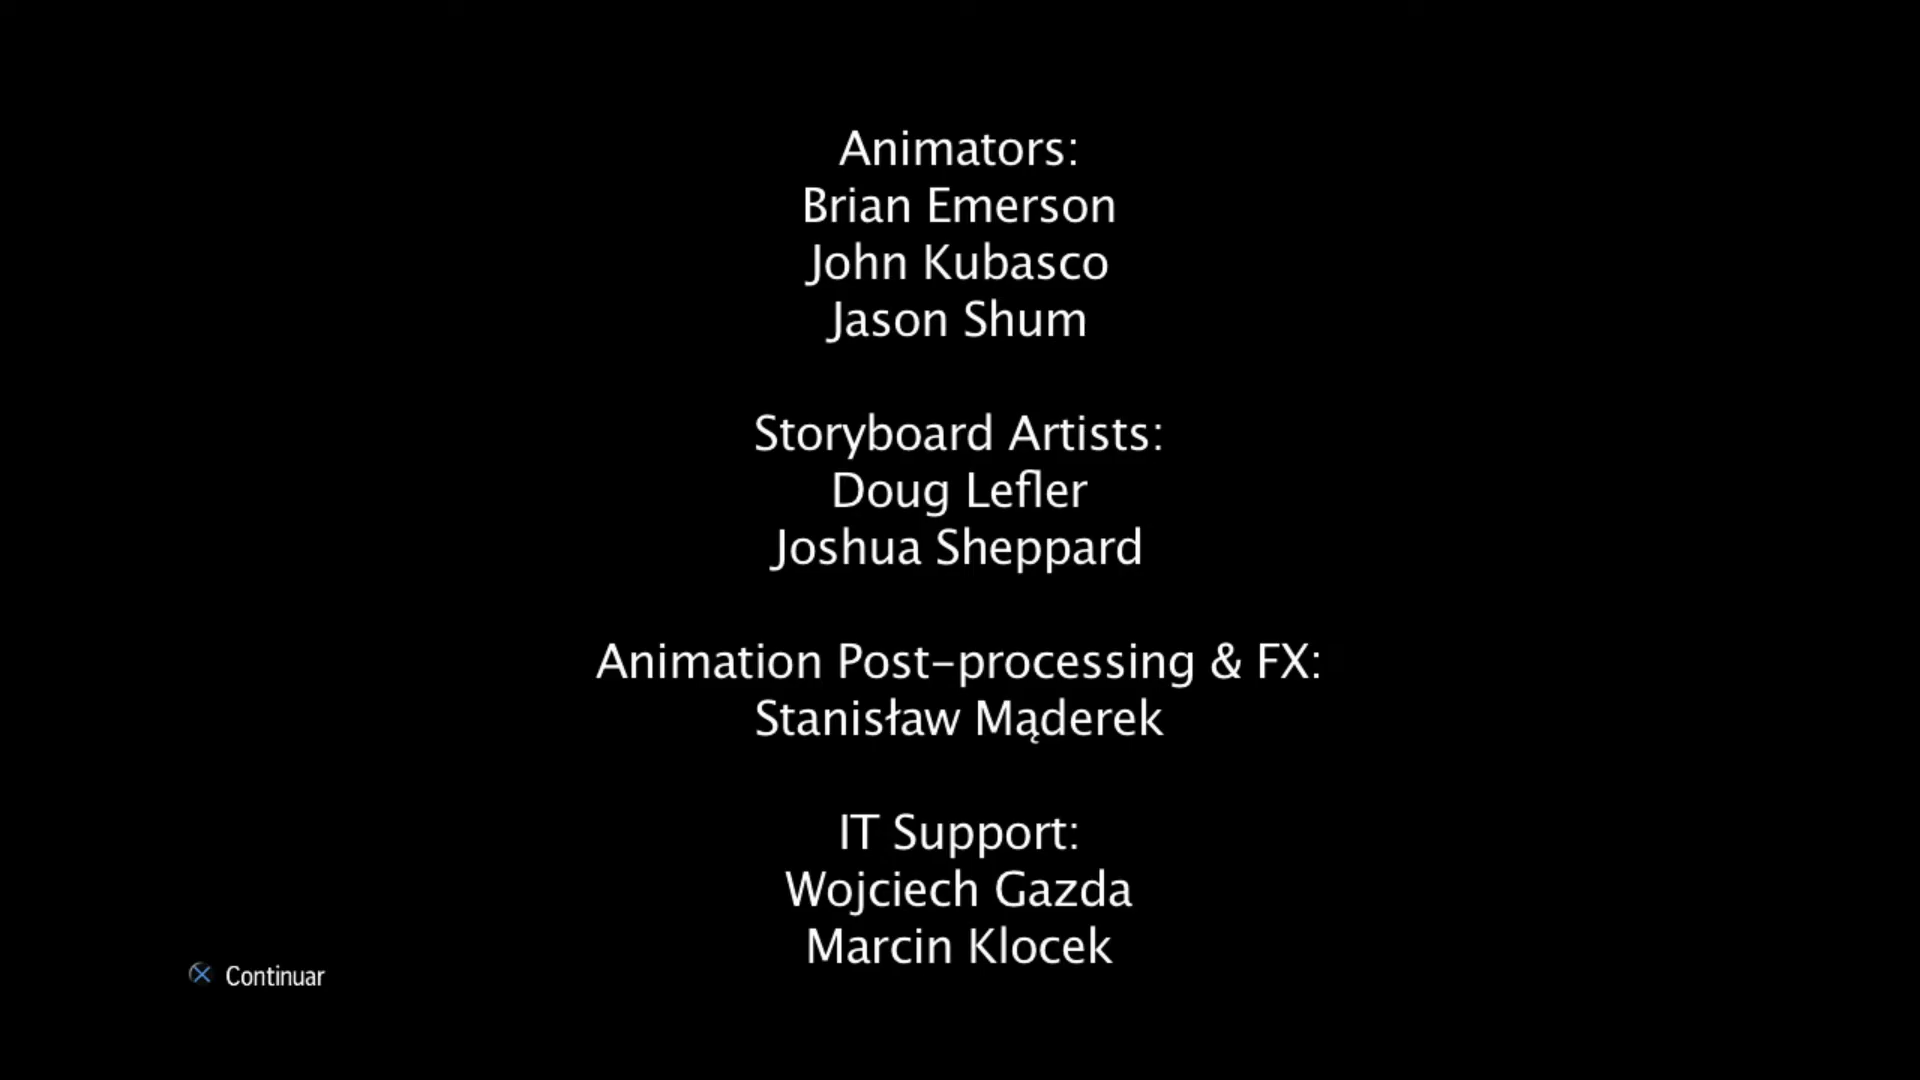 Animators:
Brian Emerson
John Kubasco
Jason Shum
Storyboard Artists:
Doug Lefler
Joshua Sheppard
Animation Post-processing & FX:
Stanisław Mąderek
IT Support:
Wojciech Gazda
Marcin Klocek
Continuar